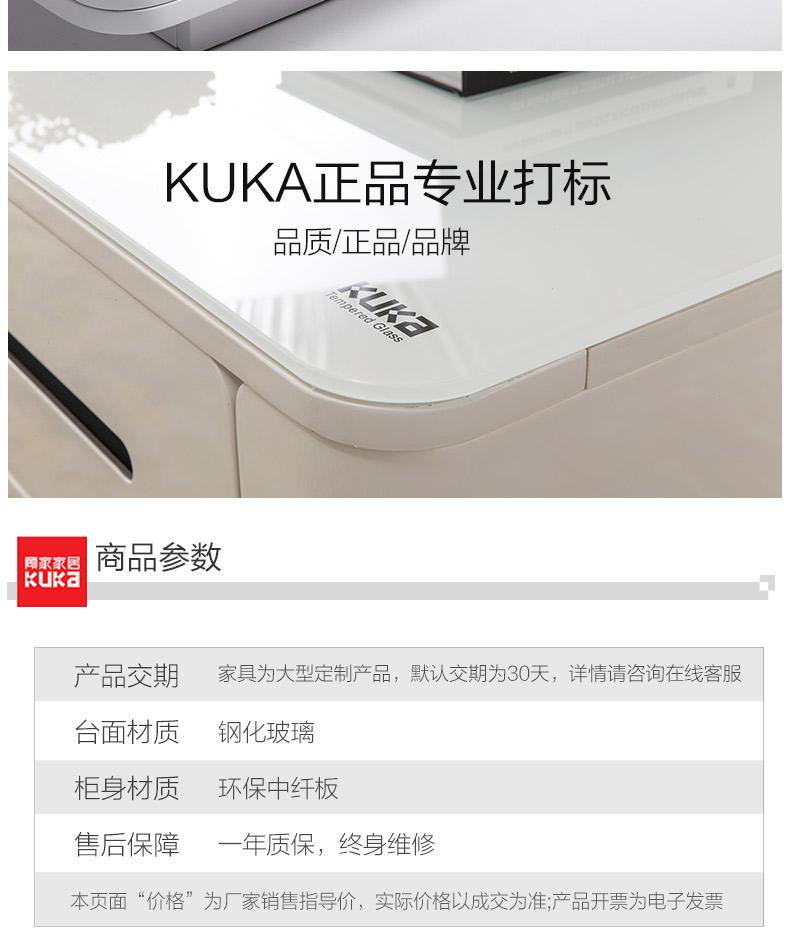 KUKA正品专业打标
品质/正品/品牌
KUKA
Tempered Glass
顾家家居
KUKA
商品参数
产品交期 家具为大型定制产品，默认交期为30天，详情请咨询在线客服
台面材质 钢化玻璃
柜身材质 环保中纤板
售后保障 一年质保，终身维修
本页面“价格”为厂家销售指导价，实际价格以成交为准;产品开票为电子发票